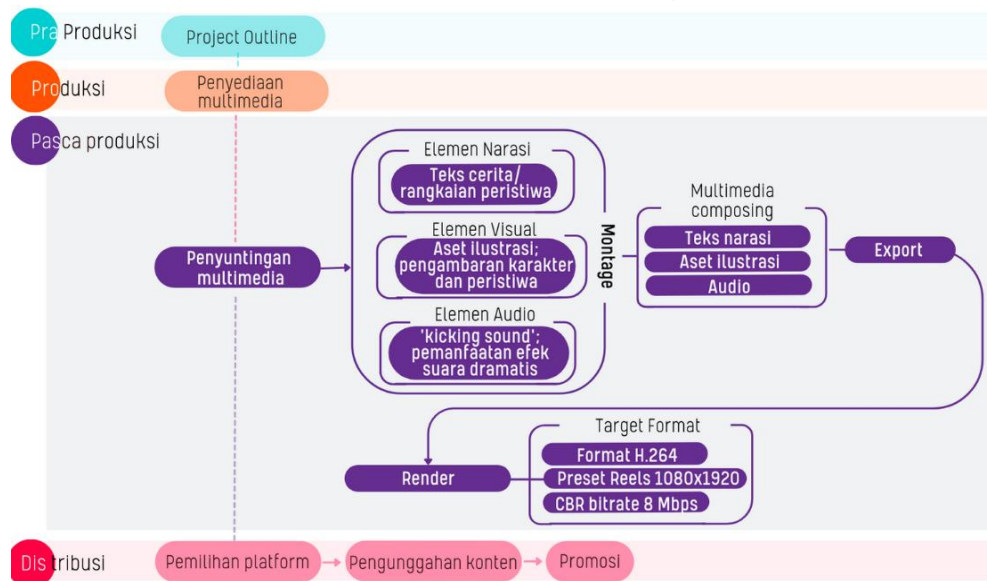 Pra Produksi
Project Outline
Produksi
Penyediaan
multimedia
Pasca produksi
Penyuntingan
multimedia
Elemen Narasi
Teks cerita/
rangkaian peristiwa
Elemen Visual
Aset ilustrasi;
pengambaran karakter
dan peristiwa
Elemen Audio
'kicking sound';
pemanfaatan efek
suara dramatis
Montage
Multimedia
composing
Teks narasi
Aset ilustrasi
Audio
Export
Render
Target Format
Format H.264
Preset Reels 1080x1920
CBR bitrate 8 Mbps
Distribusi
Pemilihan platform
Pengunggahan konten
Promosi